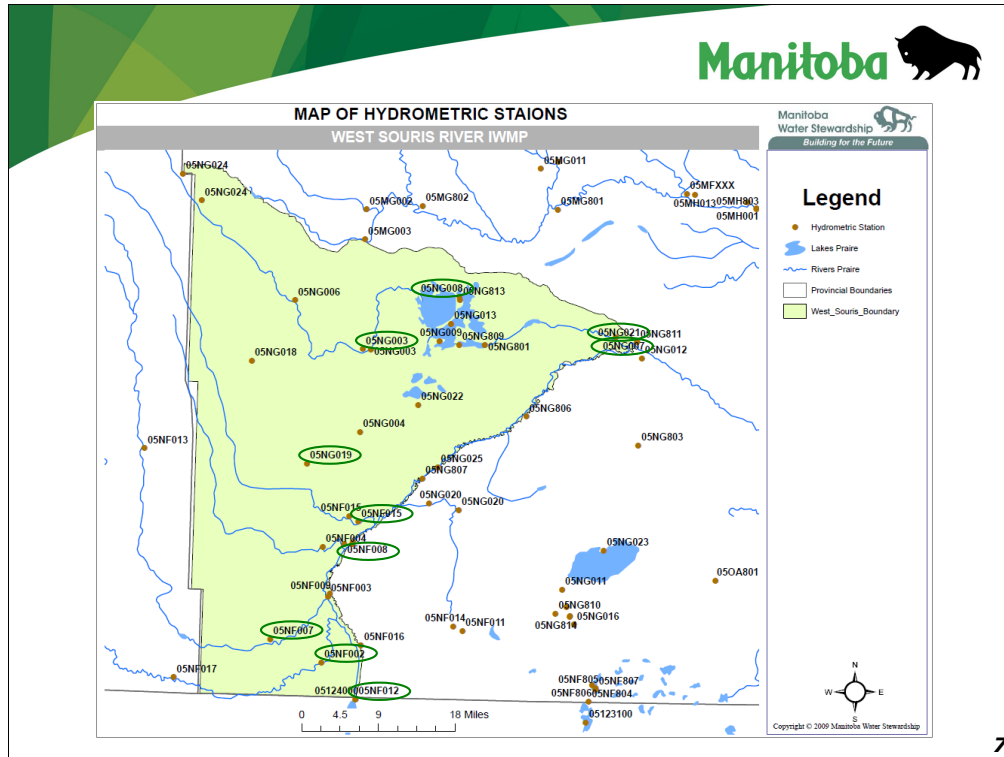 Manitoba
MAP OF HYDROMETRIC STAIONS
WEST SOURIS RIVER IWMP
Manitoba
Water Stewardship
Building for the Future
05NG024
05NG024
05MG011
05MG002
05MG802
05MG801
05MFXXX
05MH013
05MH803
05MH001
05MG003
05NG006
05NG008
05NG813
05NG013
05NG009
05NG809
05NG801
05NG003
05NG003
05NG021
05NG811
05NG007
05NG012
05NG018
05NG022
05NG806
05NG004
05NF013
05NG803
05NG019
05NG025
05NG807
05NG020
05NG020
05NF015
05NF015
05NF004
05NF008
05NG023
05OA801
05NF009
05NF003
05NG011
05NG810
05NG016
05NG814
05NF014
05NF011
05NF007
05NF016
05NF002
05NF017
05124000
05NF012
05NF805
05NF807
05NF806
05NF804
05123100
0 4.5 9 18 Miles
Legend
Hydrometric Station
Lakes Praire
Rivers Praire
Provincial Boundaries
West_Souris_Boundary
N
W E
S
Copyright © 2009 Manitoba Water Stewardship
7